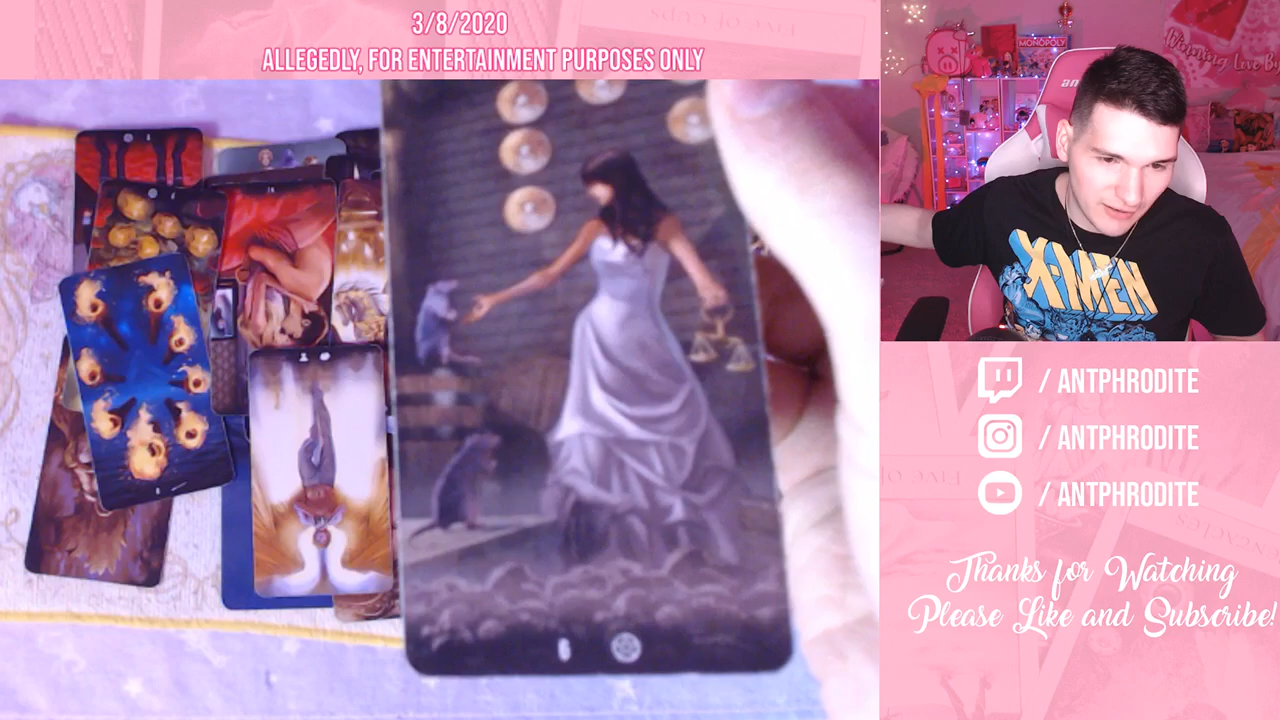 3/8/2020
ALLEGEDLY, FOR ENTERTAINMENT PURPOSES ONLY
MONOPOLY
X-MEN
/ ANTPHRODITE
/ ANTPHRODITE
/ ANTPHRODITE
Thanks for Watching
Please Like and Subscribe!